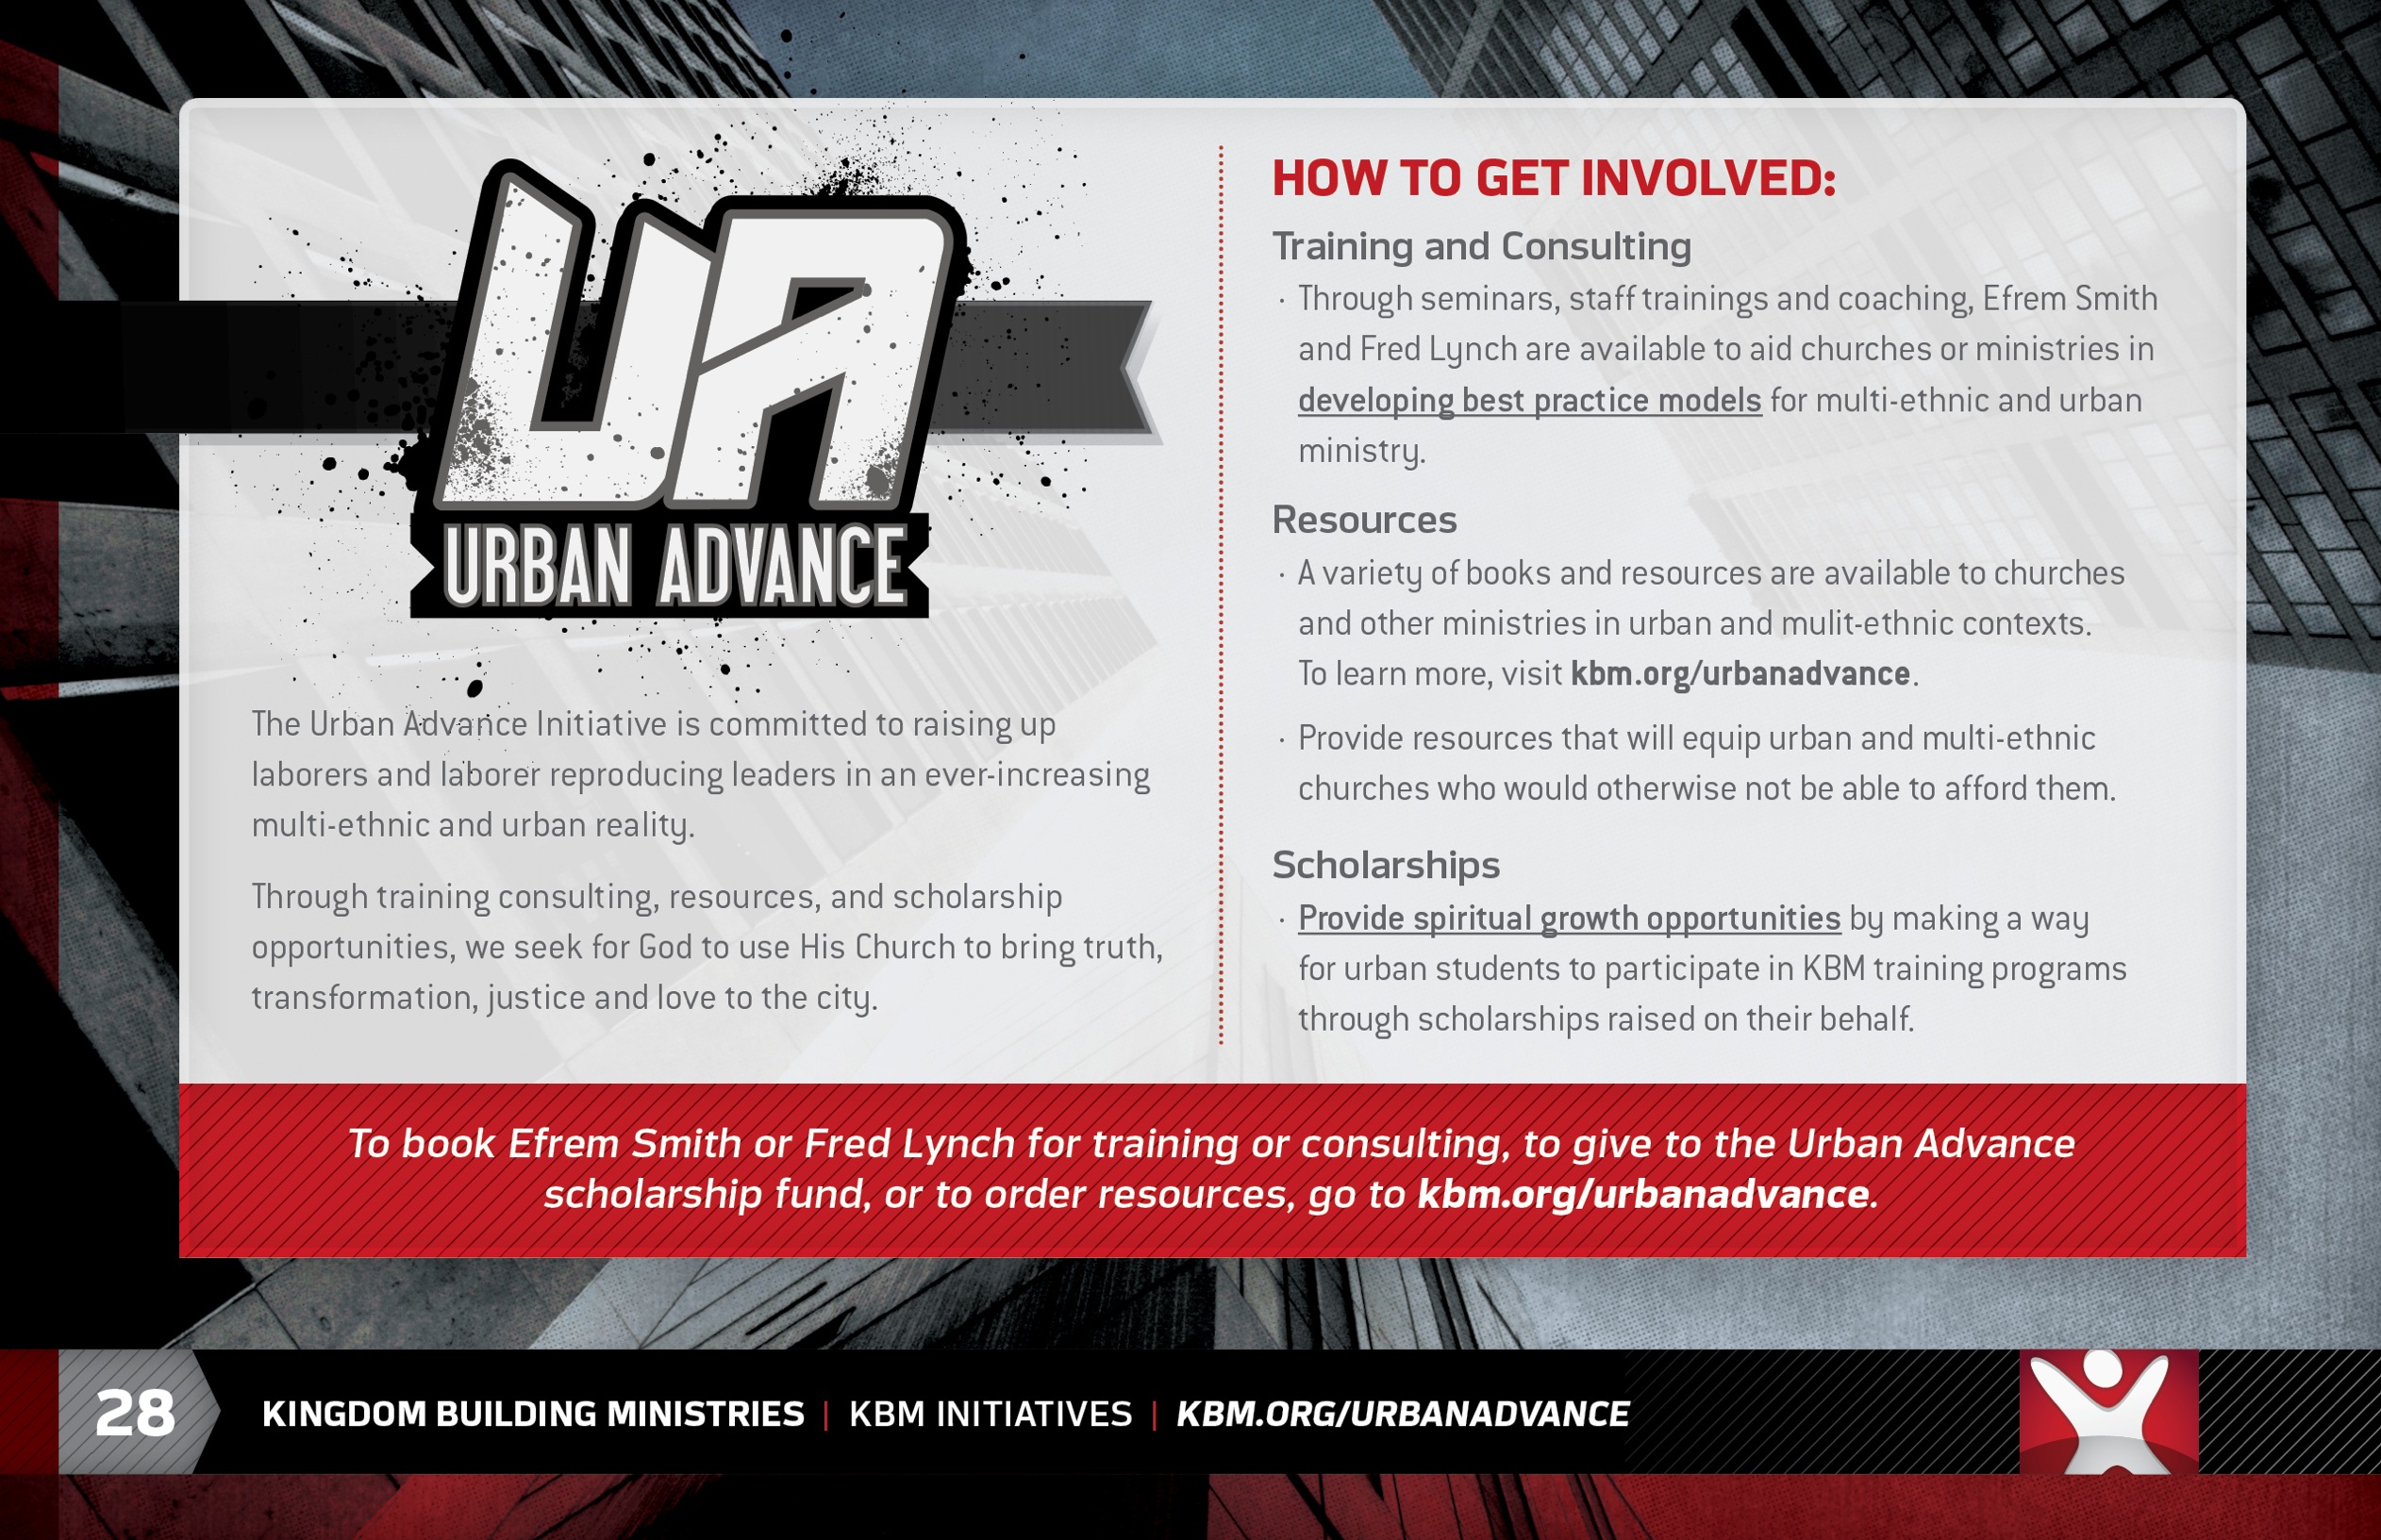 UA
URBAN ADVANCE
The Urban Advance Initiative is committed to raising up
laborers and laborer reproducing leaders in an ever-increasing
multi-ethnic and urban reality.
Through training consulting, resources, and scholarship
opportunities, we seek for God to use His Church to bring truth,
transformation, justice and love to the city.
HOW TO GET INVOLVED:
Training and Consulting
· Through seminars, staff trainings and coaching, Efrem Smith
and Fred Lynch are available to aid churches or ministries in
developing best practice models for multi-ethnic and urban
ministry.
Resources
· A variety of books and resources are available to churches
and other ministries in urban and mulit-ethnic contexts.
To learn more, visit kbm.org/urbanadvance.
· Provide resources that will equip urban and multi-ethnic
churches who would otherwise not be able to afford them.
Scholarships
· Provide spiritual growth opportunities by making a way
for urban students to participate in KBM training programs
through scholarships raised on their behalf.
To book Efrem Smith or Fred Lynch for training or consulting, to give to the Urban Advance
scholarship fund, or to order resources, go to kbm.org/urbanadvance.
28 KINGDOM BUILDING MINISTRIES | KBM INITIATIVES | KBM.ORG/URBANADVANCE